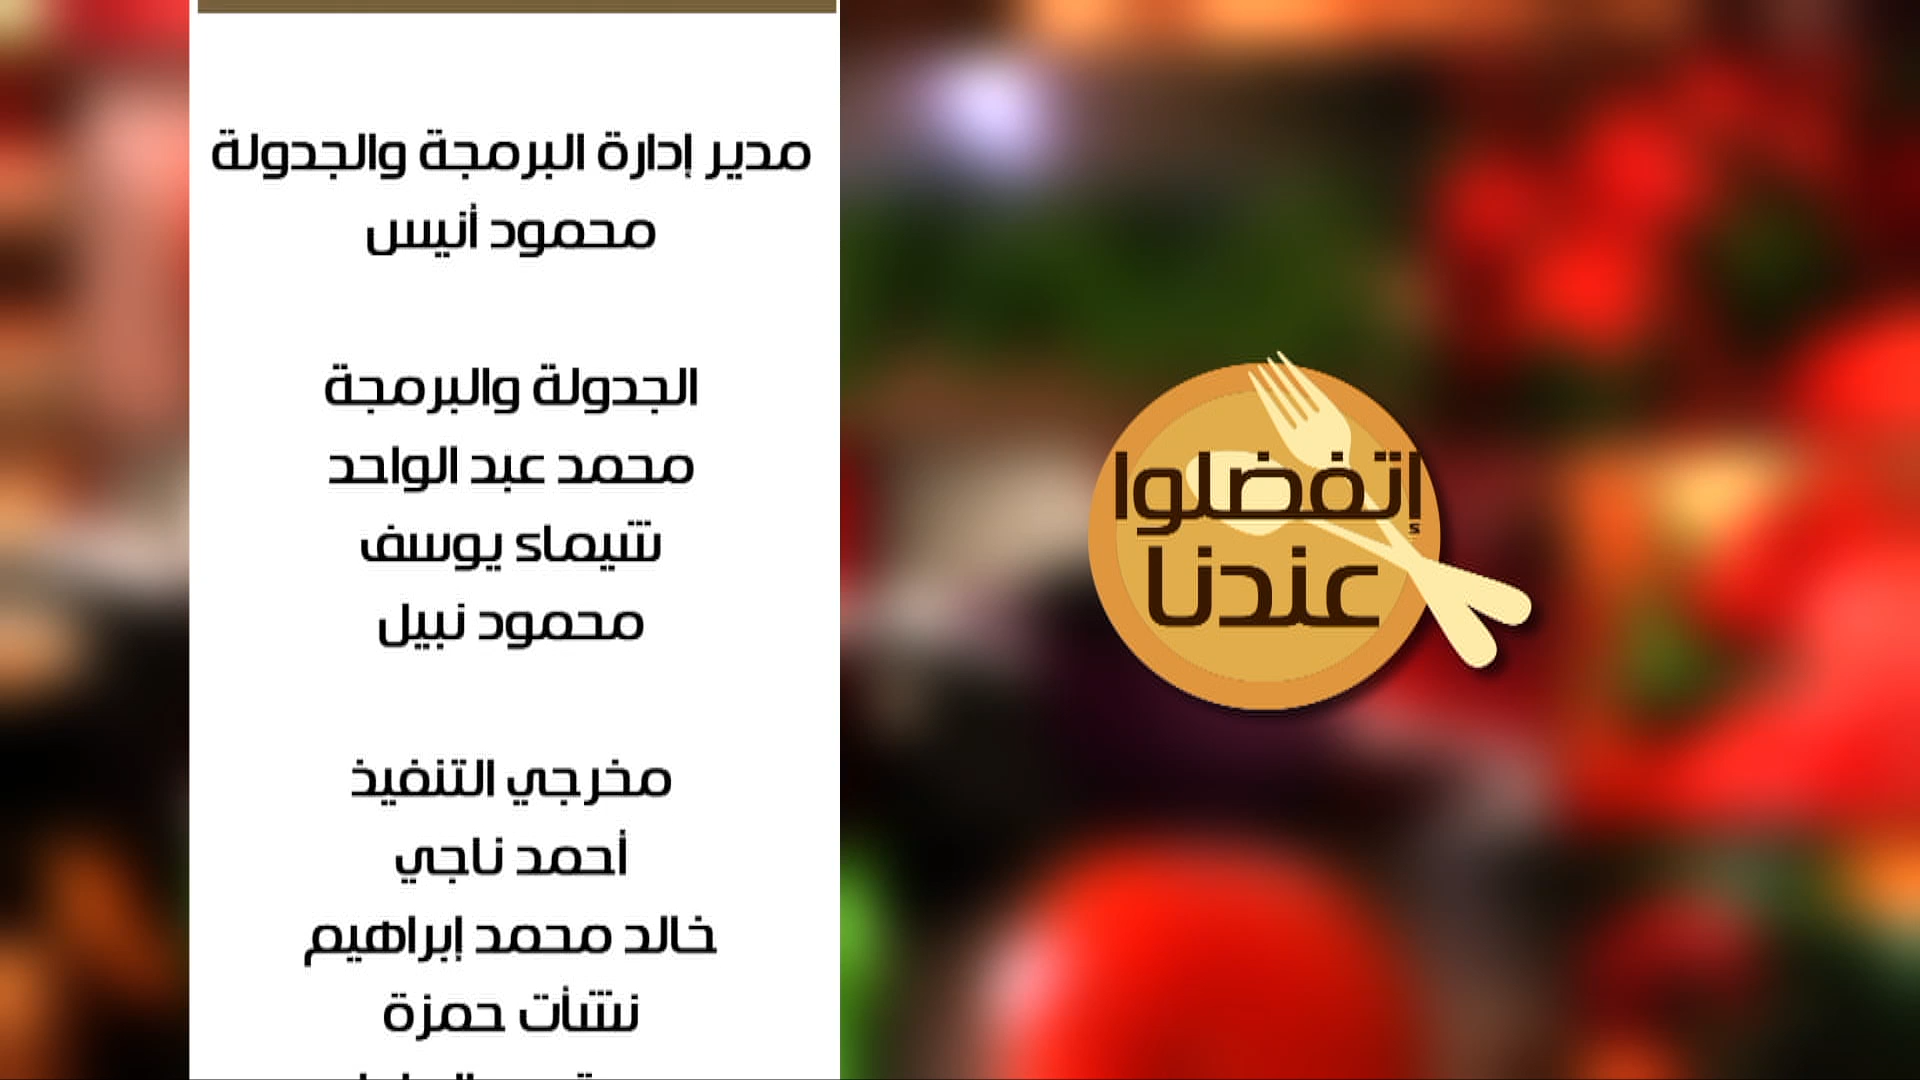 مدير إدارة البرمجة والجدولة
محمود أنيس
الجدولة والبرمجة
محمد عبد الواحد
شيماء يوسف
محمود نبيل
مخرجي التنفيذ
أحمد ناجي
خالد محمد إبراهيم
نشأت حمزة
إتفضلوا
عندنا